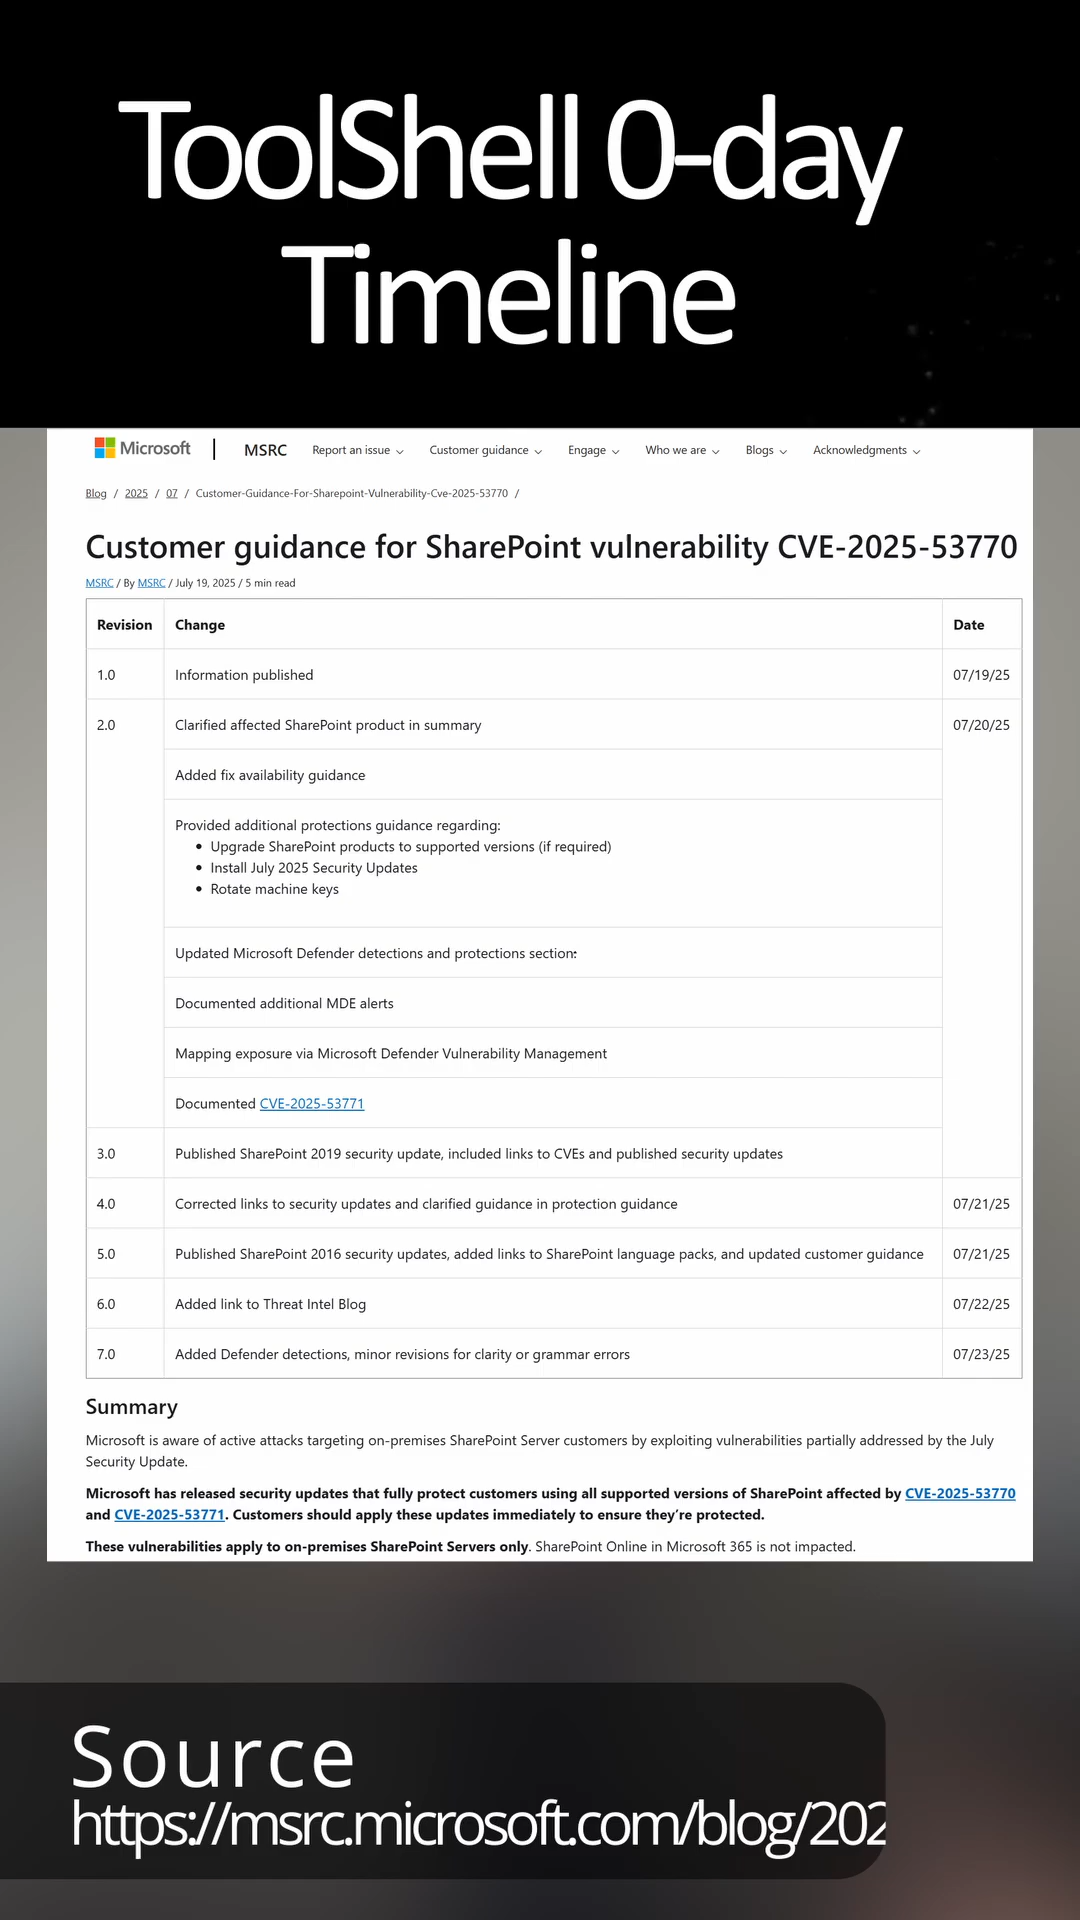 ToolShell 0-day
Timeline
Microsoft
MSRC
Report an issue
Customer guidance
Engage
Who we are
Blogs
Acknowledgments
Blog / 2025 / 07 / Customer-Guidance-For-Sharepoint-Vulnerability-Cve-2025-53770 /
Customer guidance for SharePoint vulnerability CVE-2025-53770
MSRC / By MSRC / July 19, 2025 / 5 min read
Revision Change Date
1.0 Information published 07/19/25
2.0 Clarified affected SharePoint product in summary 07/20/25
Added fix availability guidance
Provided additional protections guidance regarding:
• Upgrade SharePoint products to supported versions (if required)
• Install July 2025 Security Updates
• Rotate machine keys
Updated Microsoft Defender detections and protections section:
Documented additional MDE alerts
Mapping exposure via Microsoft Defender Vulnerability Management
Documented CVE-2025-53771
3.0 Published SharePoint 2019 security update, included links to CVEs and published security updates
4.0 Corrected links to security updates and clarified guidance in protection guidance 07/21/25
5.0 Published SharePoint 2016 security updates, added links to SharePoint language packs, and updated customer guidance 07/21/25
6.0 Added link to Threat Intel Blog 07/22/25
7.0 Added Defender detections, minor revisions for clarity or grammar errors 07/23/25
Summary
Microsoft is aware of active attacks targeting on-premises SharePoint Server customers by exploiting vulnerabilities partially addressed by the July
Security Update.
Microsoft has released security updates that fully protect customers using all supported versions of SharePoint affected by CVE-2025-53770
and CVE-2025-53771. Customers should apply these updates immediately to ensure they're protected.
These vulnerabilities apply to on-premises SharePoint Servers only. SharePoint Online in Microsoft 365 is not impacted.
Source
https://msrc.microsoft.com/blog/202